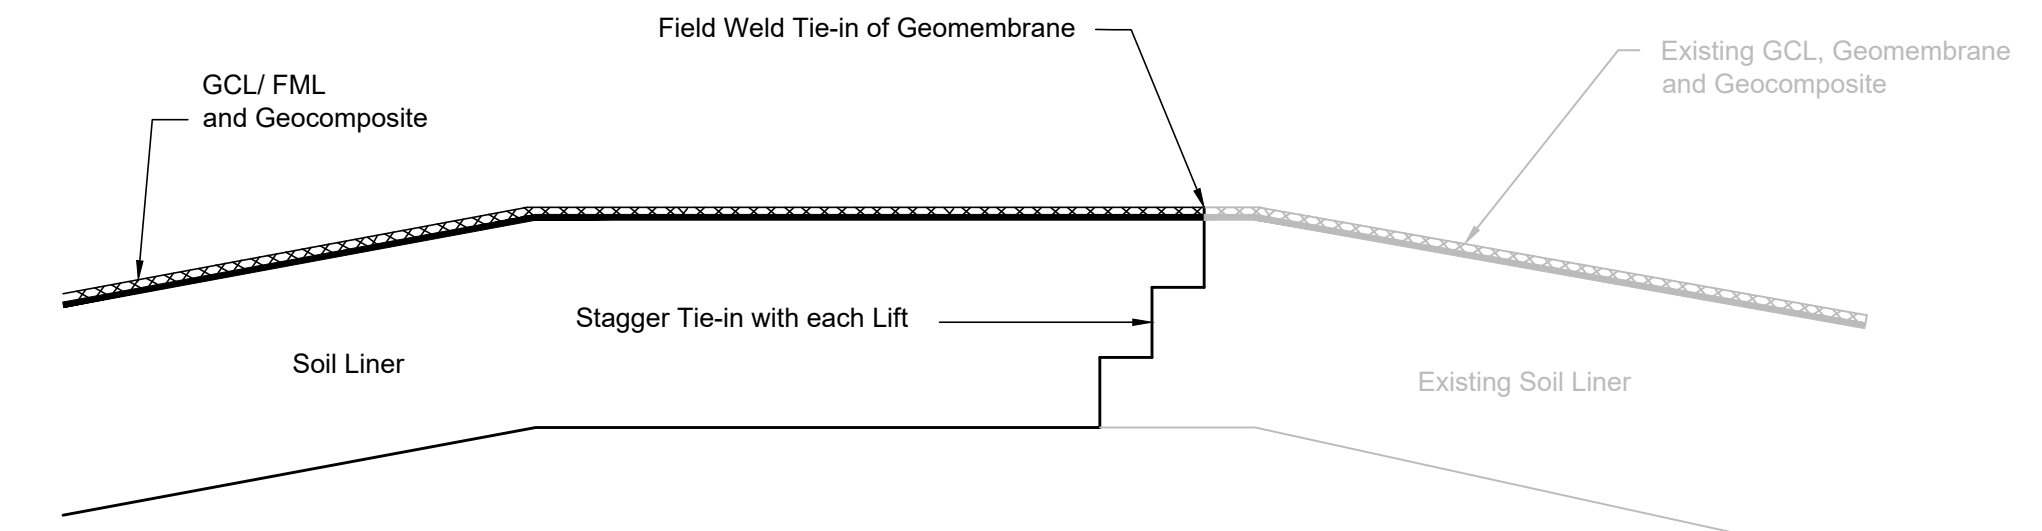 Field Weld Tie-in of Geomembrane
Existing GCL, Geomembrane
and Geocomposite
GCL/ FML
and Geocomposite
Stagger Tie-in with each Lift
Soil Liner
Existing Soil Liner